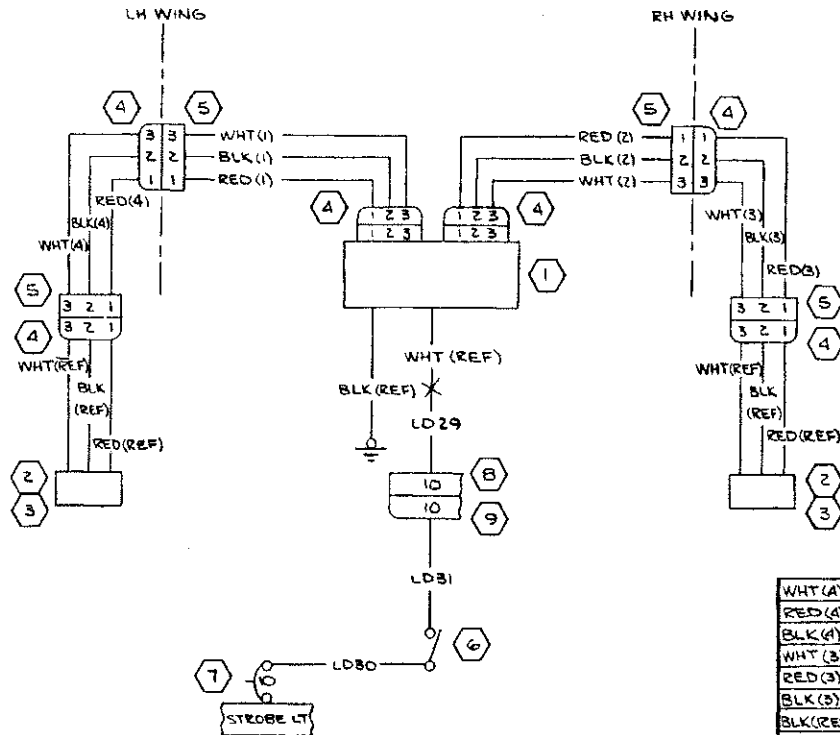 LH WING
RH WING
4
5
5
4
3 3
2 2
1 1
WHT(1)
BLK(1)
RED(1)
RED(2)
BLK(2)
WHT(2)
1 1
2 2
3 3
RED(4)
BLK(4)
WHT(4)
4
1 2 3
1 2 3
1 2 3
1 2 3
4
WHT(3)
BLK(3)
RED(3)
5
3 2 1
3 2 1
4
1
3 2 1
3 2 1
5
4
WHT(REF)
BLK
(REF)
RED(REF)
WHT (REF)
BLK(REF)
LD29
WHT(REF)
BLK
(REF)
RED(REF)
2
3
10
10
8
9
2
3
LD31
6
7
10
LD30
STROBE LT
WHT(4)
RED(4)
BLK(4)
WHT(3)
RED(3)
BLK(3)
BLK(RE